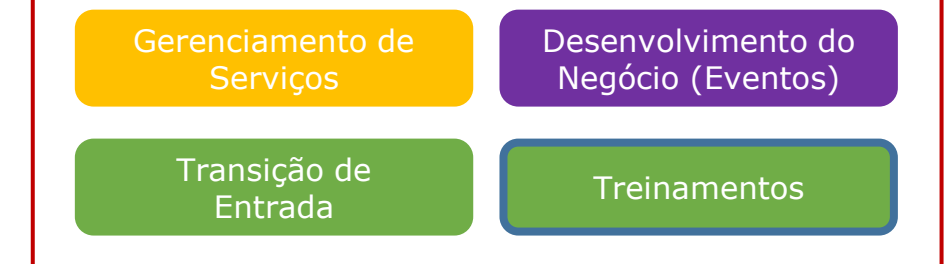 Gerenciamento de
Serviços
Desenvolvimento do
Negócio (Eventos)
Transição de
Entrada
Treinamentos